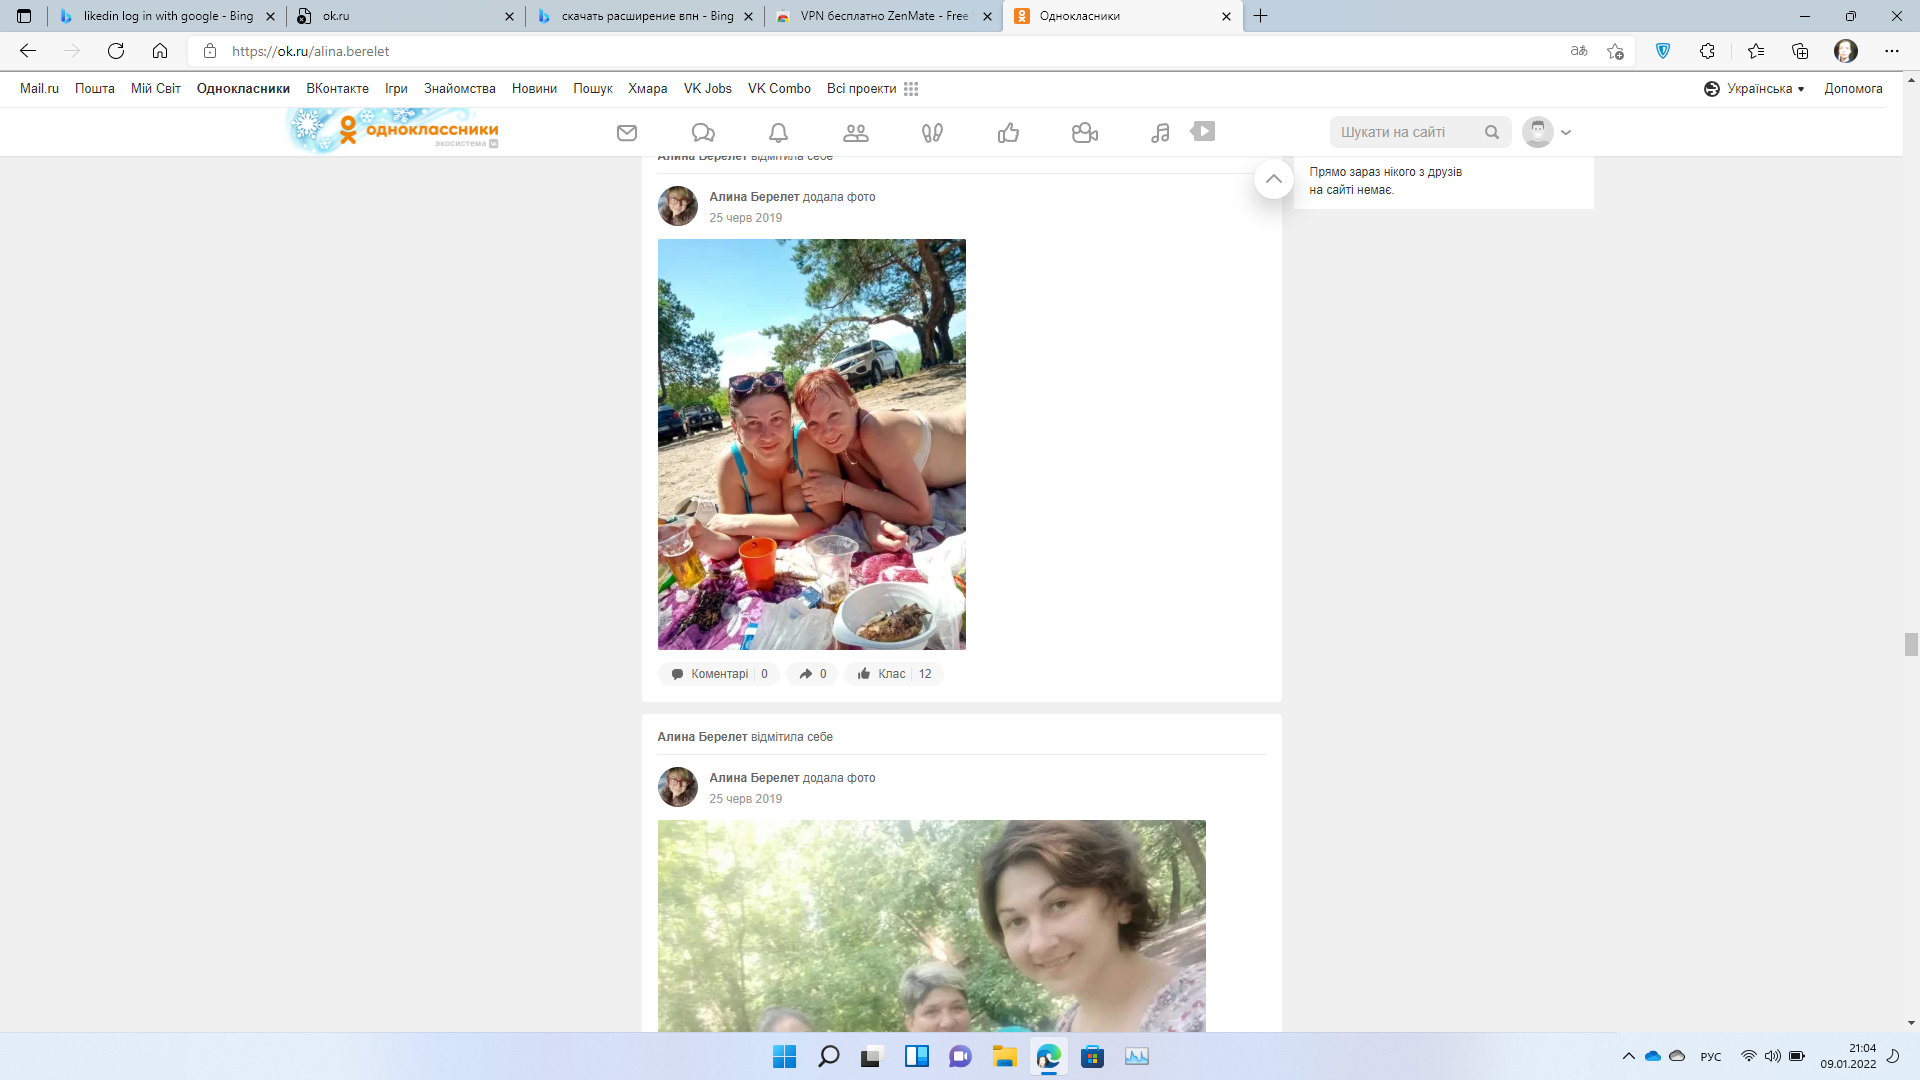 likedin log in with google - Bing
ok.ru
скачать расширение впн - Bing
VPN бесплатно ZenMate - Free
Одноклассники
https://ok.ru/alina.berelet
Mail.ru Пошта Мій Світ Одноклассники ВКонтакте Ігри Знайомства Новини Пошук Хмара VK Jobs VK Combo Всі проекти
Українська Допомога
одноклассники
экосистема
Шукати на сайті
Алина Берелет відмітила себе
Прямо зараз нікого з друзів
на сайті немає.
Алина Берелет додала фото
25 черв 2019
Коментарі 0 0 Клас 12
Алина Берелет відмітила себе
Алина Берелет додала фото
25 черв 2019
РУС
21:04
09.01.2022